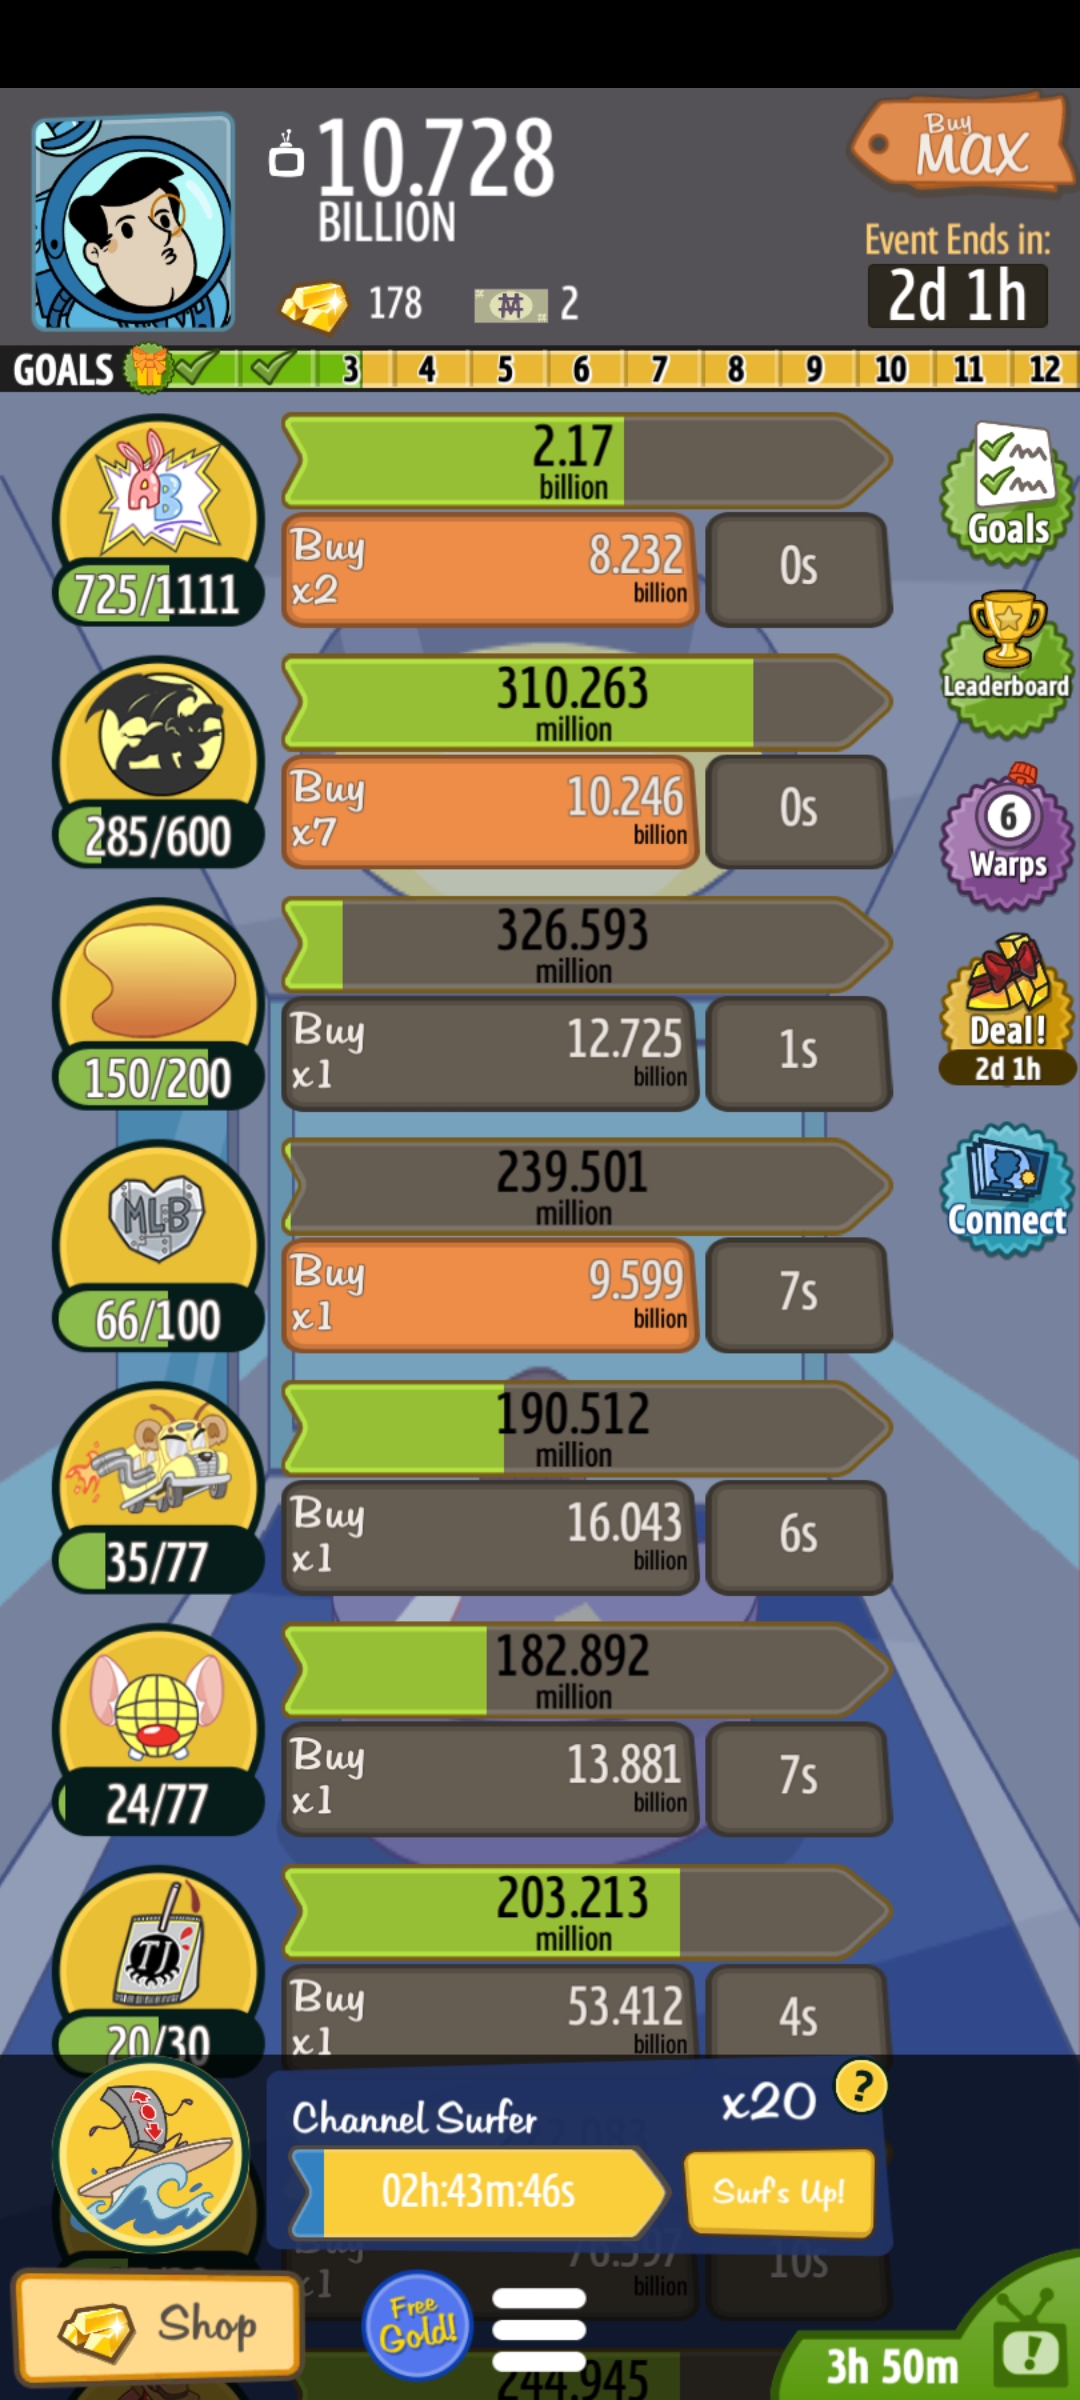 10.728
BILLION
178
2
Buy
MAX
Event Ends in:
2d 1h
GOALS 3 4 5 6 7 8 9 10 11 12
AB
725/1111
2.17
billion
Buy
x2
8.232
billion
0s
Goals
285/600
310.263
million
Buy
x7
10.246
billion
0s
Leaderboard
150/200
326.593
million
Buy
x1
12.725
billion
1s
6
Warps
Deal!
2d 1h
MLB
66/100
239.501
million
Buy
x1
9.599
billion
7s
Connect
35/77
190.512
million
Buy
x1
16.043
billion
6s
24/77
182.892
million
Buy
x1
13.881
billion
7s
TJ
20/30
203.213
million
Buy
x1
53.412
billion
4s
Channel Surfer
x20
?
02h:43m:46s
Surf's Up!
Buy
x1
76.597
billion
10s
Shop
Free
Gold!
244.945
3h 50m
!